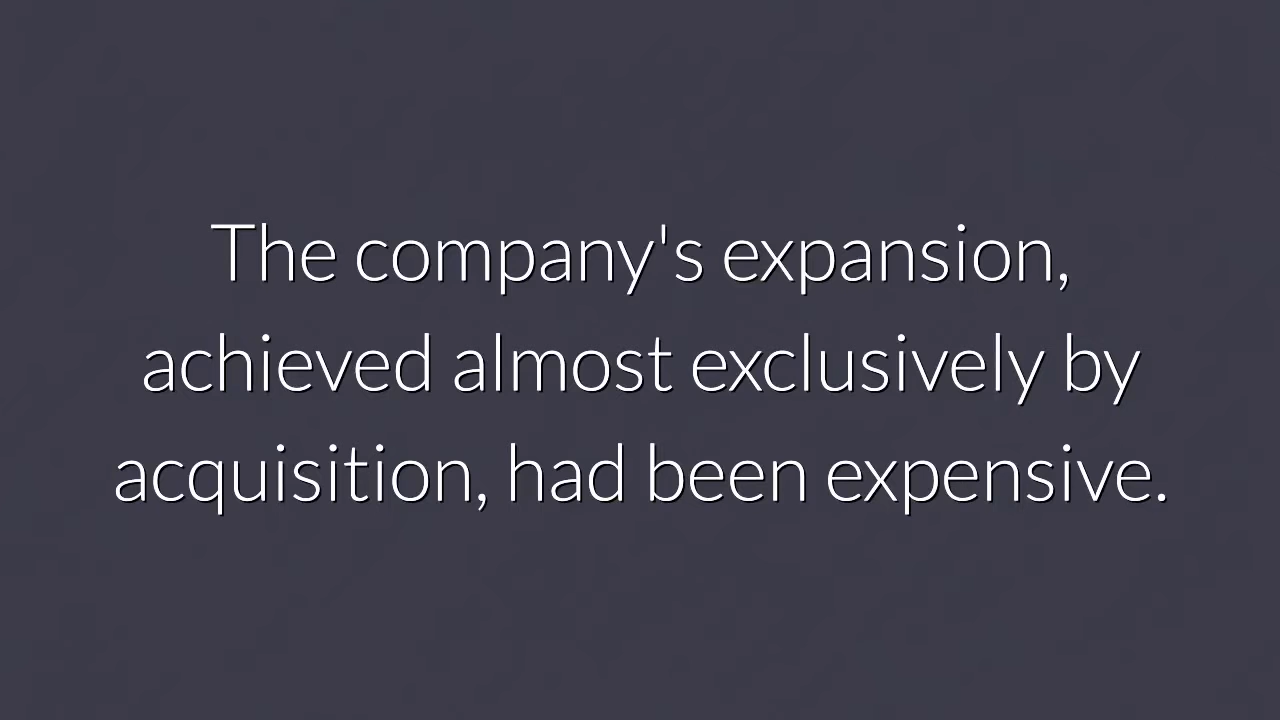 The company's expansion,
achieved almost exclusively by
acquisition, had been expensive.